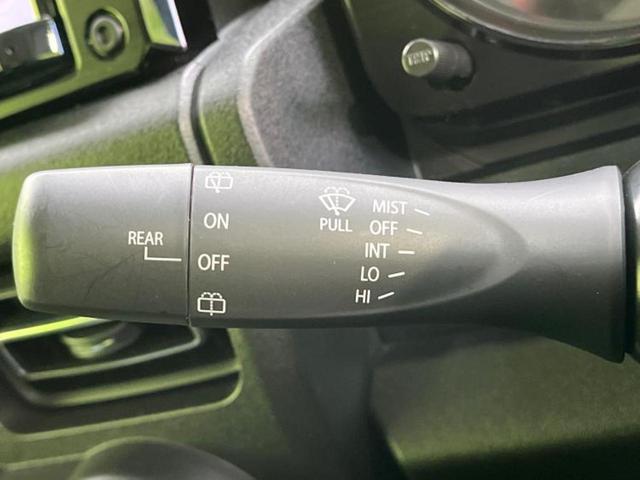 REAR
ON
OFF
PULL
MIST
OFF
INT
LO
HI